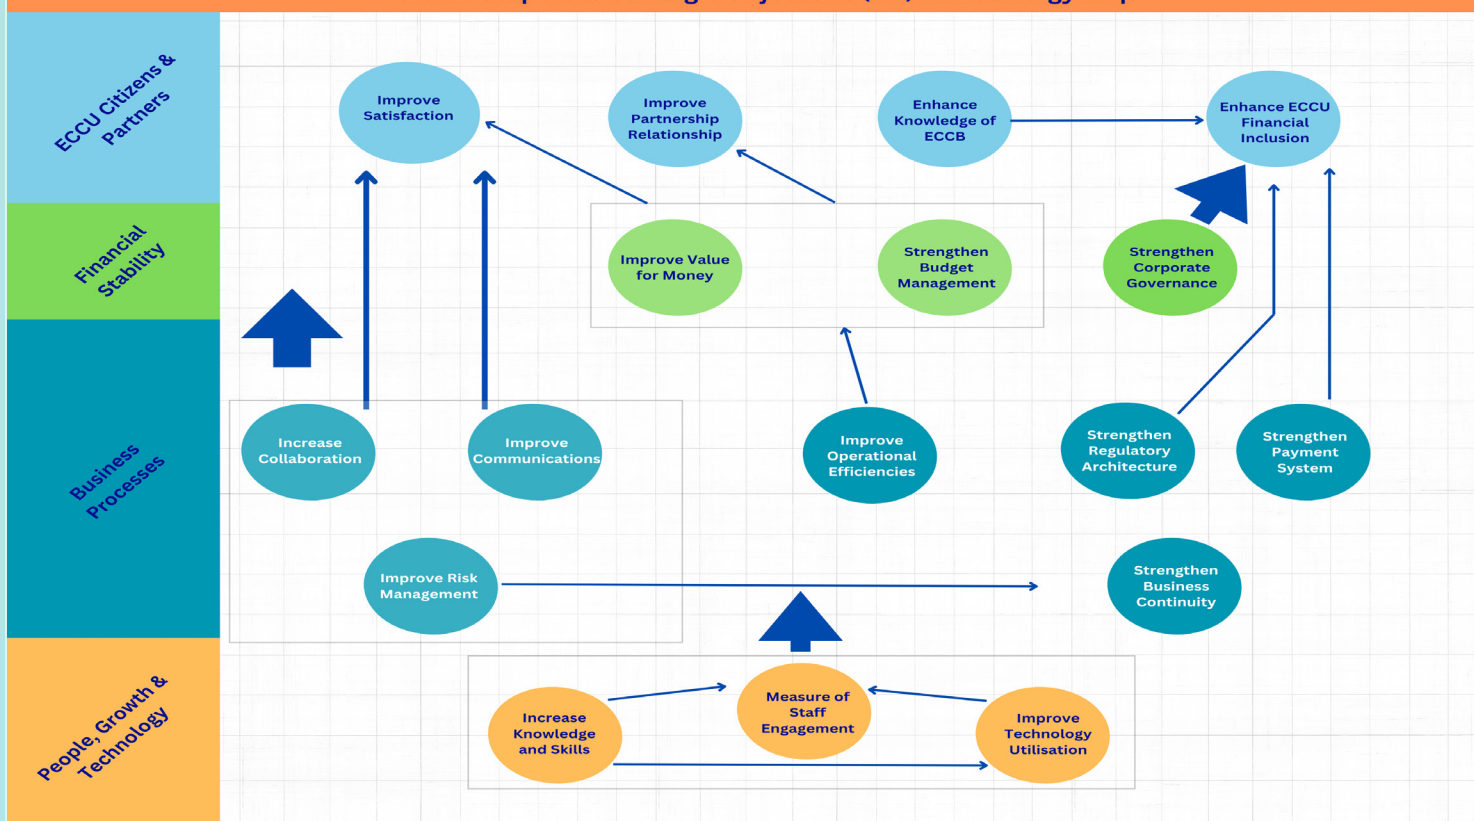 ECCU Citizens &
Partners
Improve
Satisfaction
Improve
Partnership
Relationship
Enhance
Knowledge of
ECCB
Enhance ECCU
Financial
Inclusion
Financial
Stability
Improve Value
for Money
Strengthen
Budget
Management
Strengthen
Corporate
Governance
Business
Processes
Increase
Collaboration
Improve
Communications
Improve
Operational
Efficiencies
Strengthen
Regulatory
Architecture
Strengthen
Payment
System
Improve Risk
Management
Strengthen
Business
Continuity
People, Growth &
Technology
Increase
Knowledge
and Skills
Measure of
Staff
Engagement
Improve
Technology
Utilisation